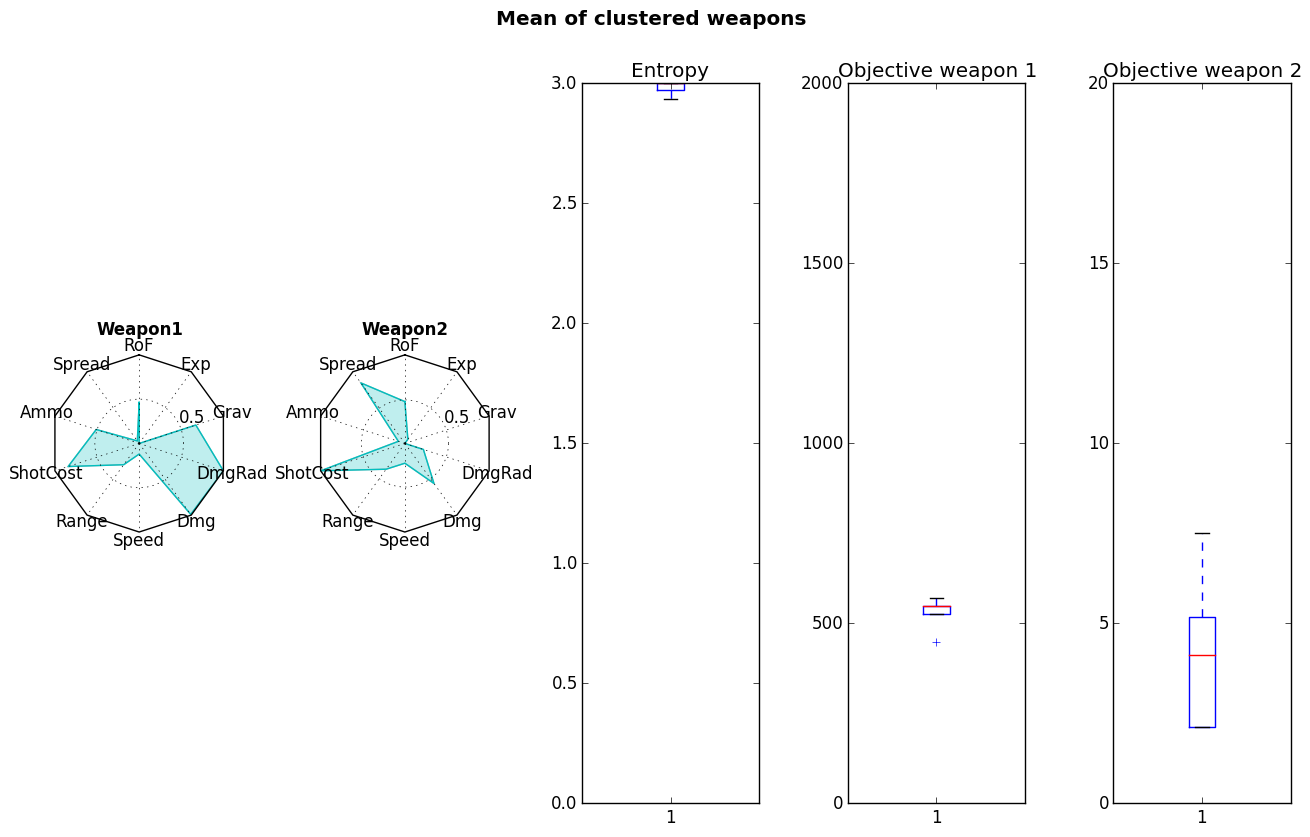 Mean of clustered weapons
Weapon1
RoF
Exp
Grav
DmgRad
Dmg
Speed
Range
ShotCost
Ammo
Spread
0.5
Weapon2
RoF
Exp
Grav
DmgRad
Dmg
Speed
Range
ShotCost
Ammo
Spread
0.5
Entropy
3.0
2.5
2.0
1.5
1.0
0.5
0.0
1
Objective weapon 1
2000
1500
1000
500
0
1
Objective weapon 2
20
15
10
5
0
1